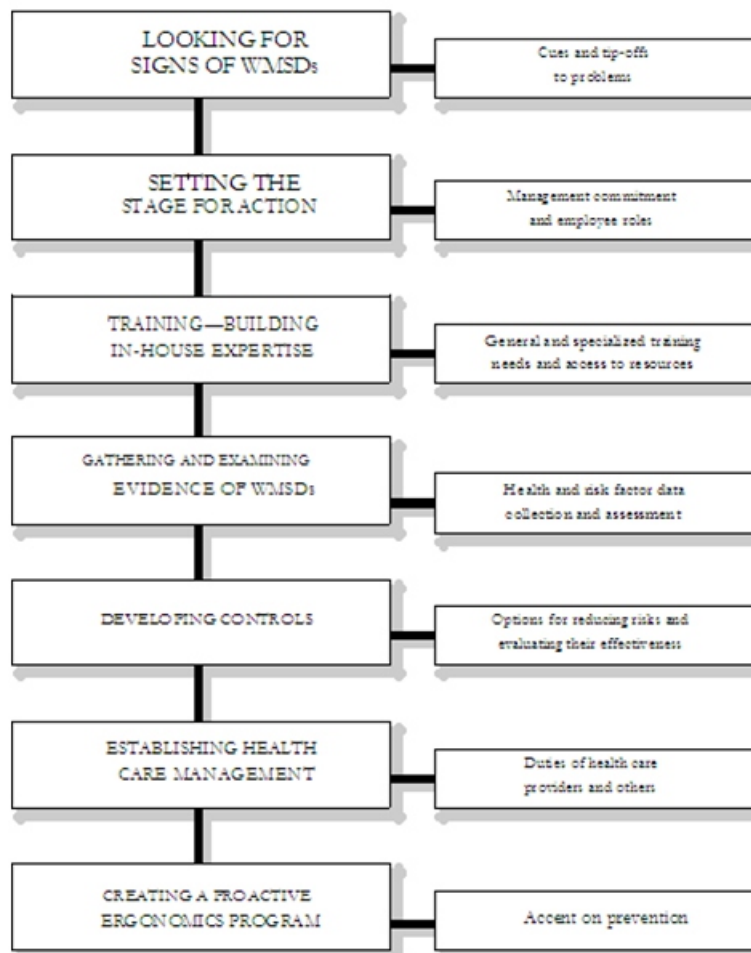 LOOKING FOR
SIGNS OF WMSDs
Cues and tip-offs
to problems
SETTING THE
STAGE FOR ACTION
Management commitment
and employee roles
TRAINING—BUILDING
IN-HOUSE EXPERTISE
General and specialized training
needs and access to resources
GATHERING AND EXAMINING
EVIDENCE OF WMSDs
Health and risk factor data
collection and assessment
DEVELOPING CONTROLS
Options for reducing risks and
evaluating their effectiveness
ESTABLISHING HEALTH
CARE MANAGEMENT
Duties of health care
providers and others
CREATING A PROACTIVE
ERGONOMICS PROGRAM
Accent on prevention